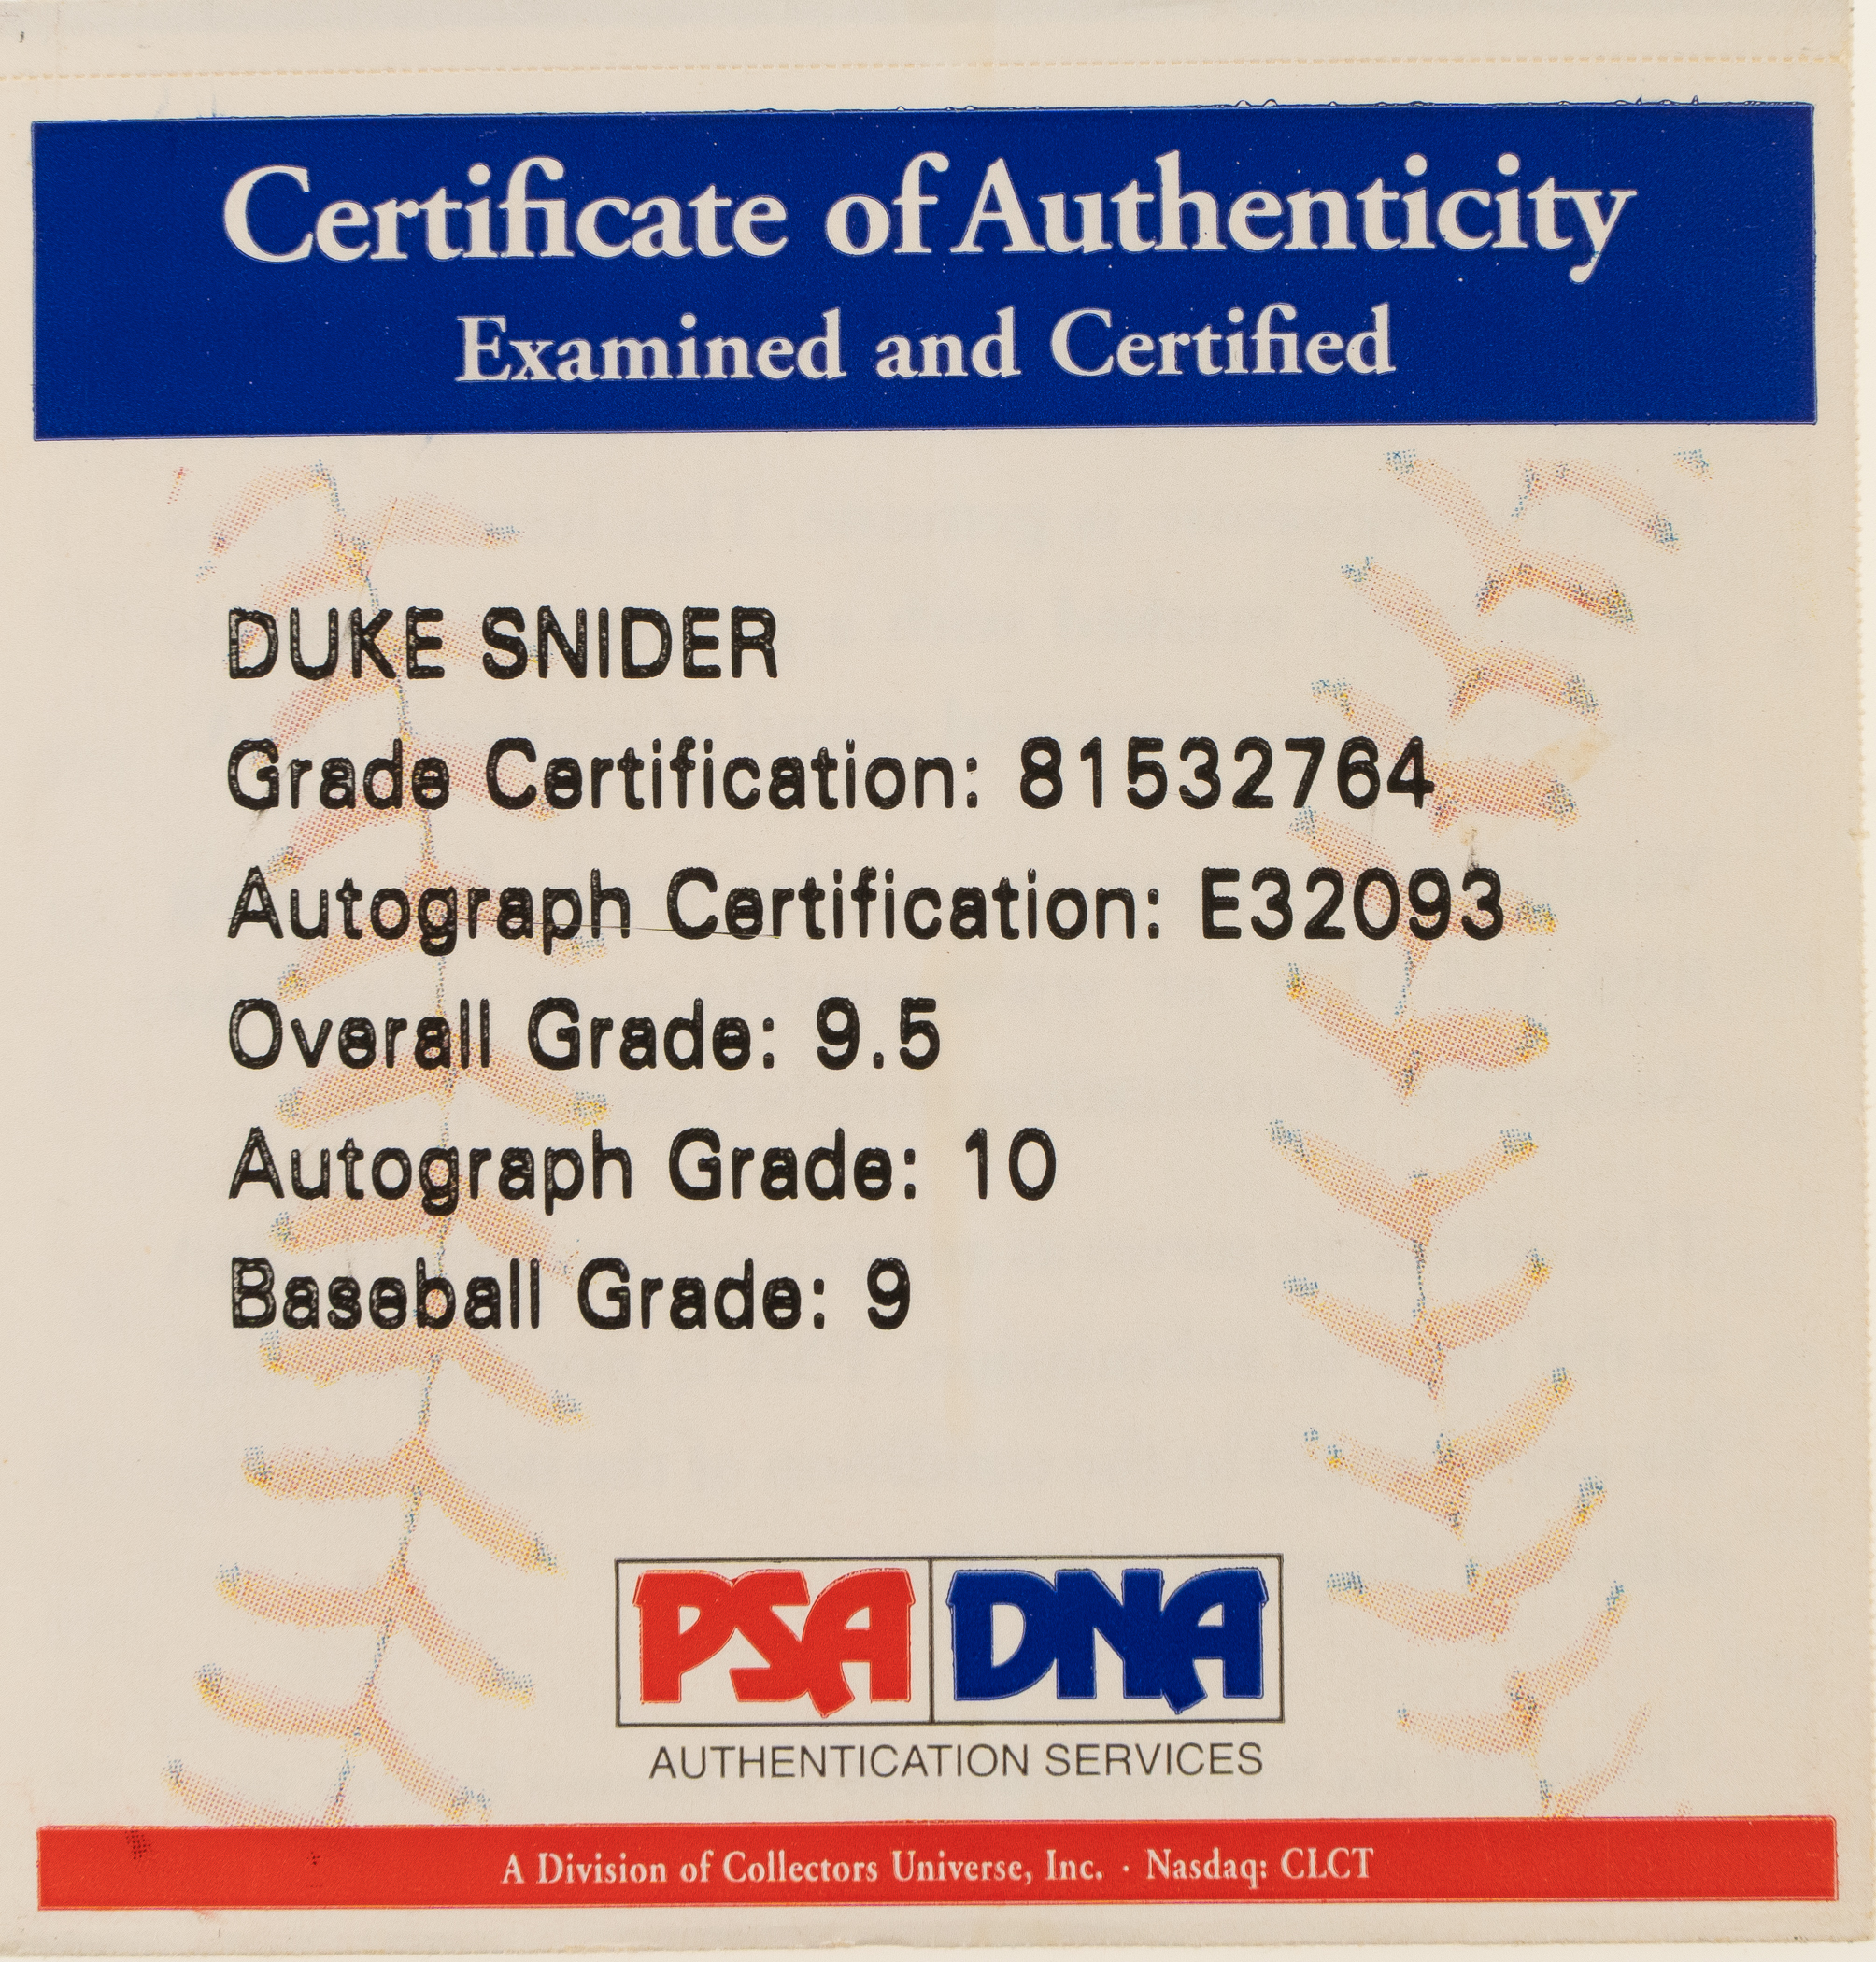 Certificate of Authenticity
Examined and Certified
DUKE SNIDER
Grade Certification: 81532764
Autograph Certification: E32093
Overall Grade: 9.5
Autograph Grade: 10
Baseball Grade: 9
PSA DNA
AUTHENTICATION SERVICES
A Division of Collectors Universe, Inc. · Nasdaq: CLCT